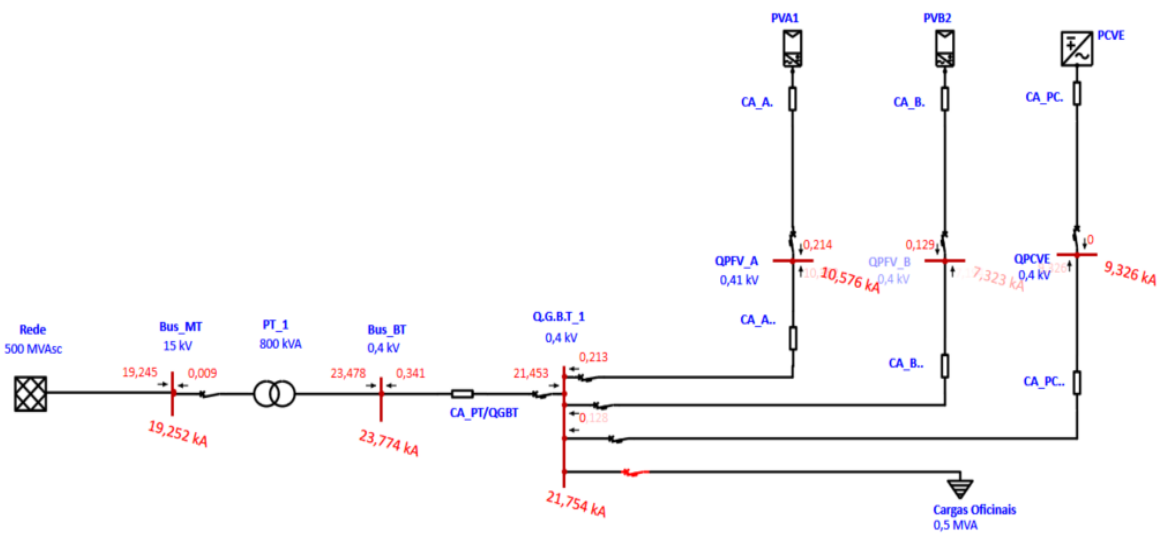 PVA1
PVB2
PCVE
CA_A.
CA_B.
CA_PC.
0,214
QPFV_A
0,41 kV
10,576 kA
0,129
QPFV_B
0,4 kV
7,323 kA
0
QPCVE
0,4 kV
9,326 kA
CA_A..
CA_B..
CA_PC..
Rede
500 MVAsc
Bus_MT
15 kV
19,245
0,009
19,252 kA
PT_1
800 kVA
Bus_BT
0,4 kV
23,478
0,341
23,774 kA
CA_PT/QGBT
Q.G.B.T_1
0,4 kV
21,453
0,213
0,128
0
21,754 kA
Cargas Oficinais
0,5 MVA